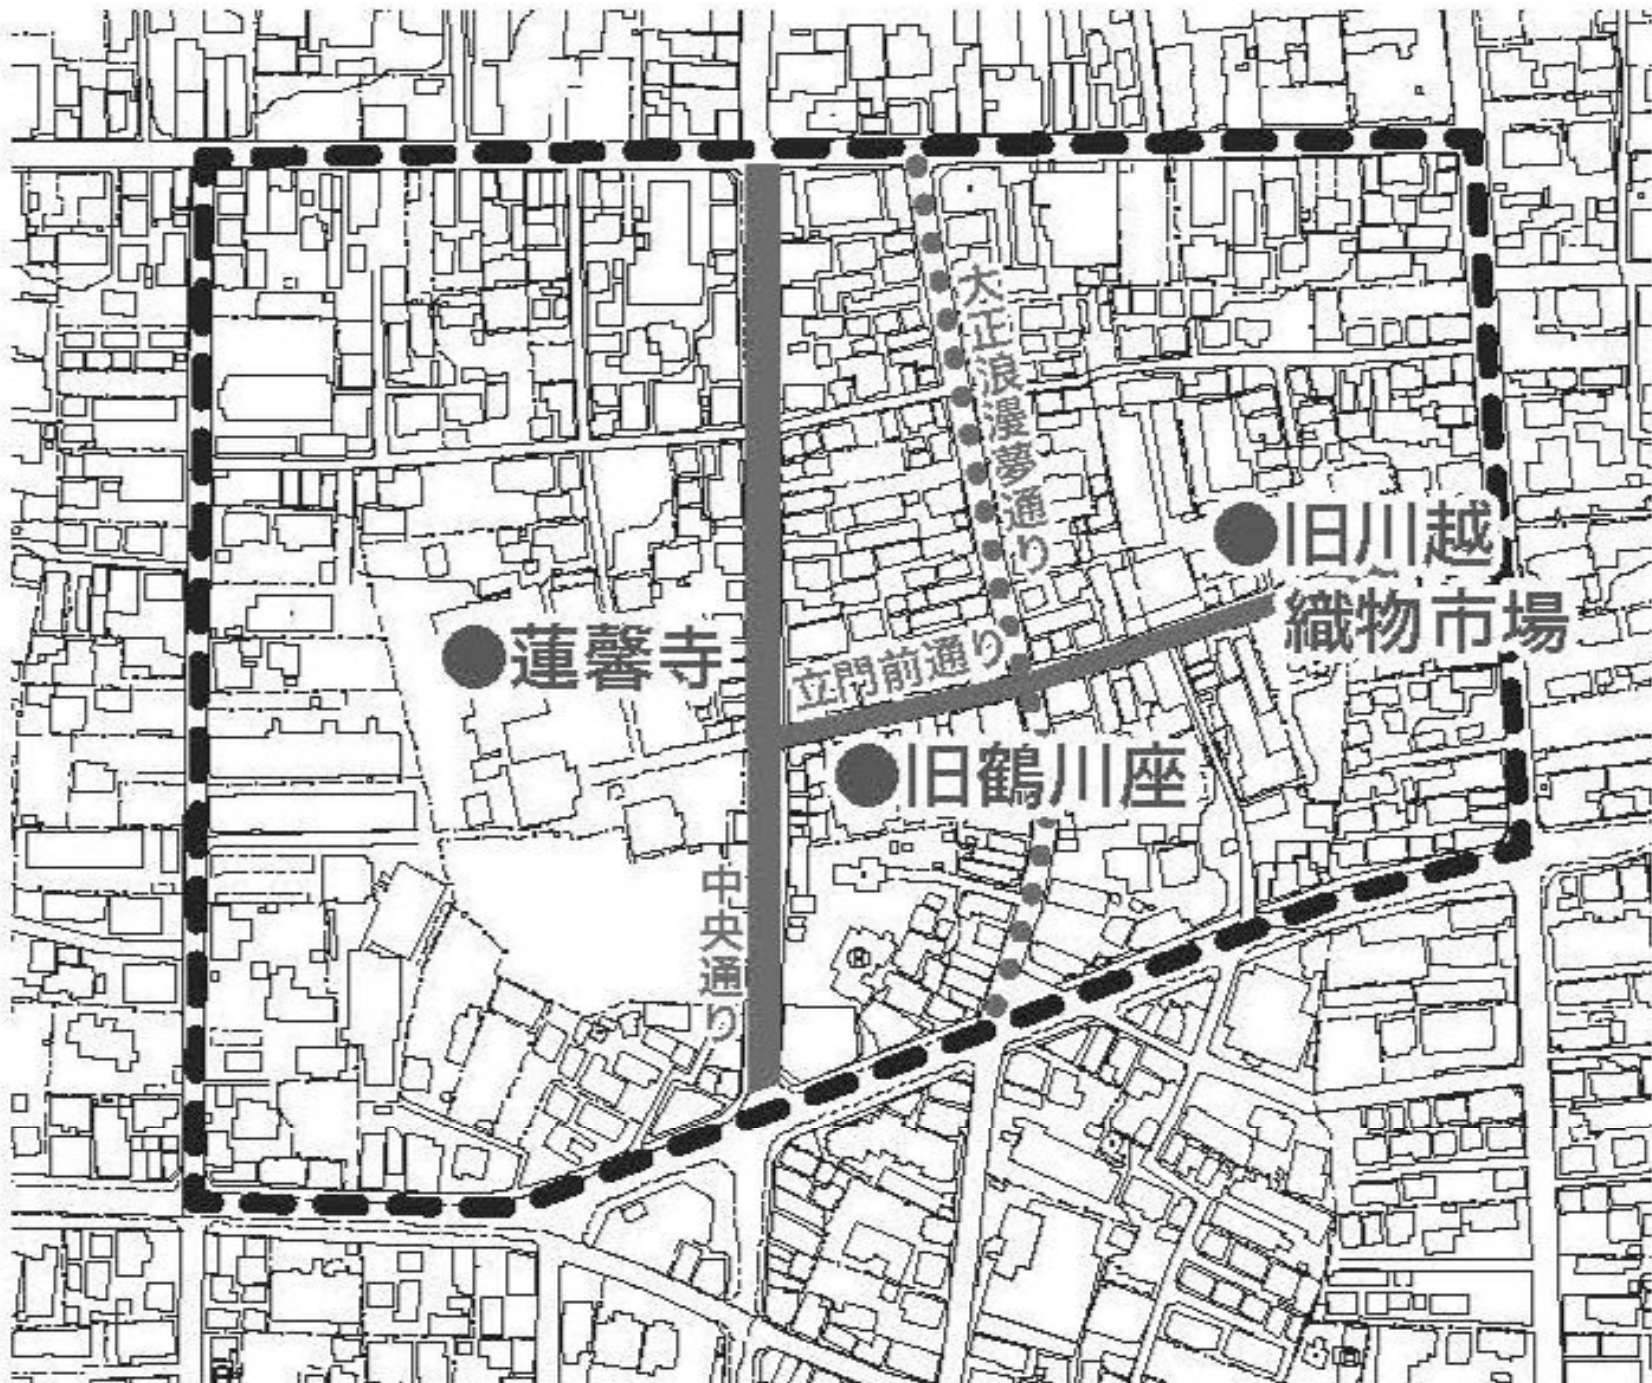 大正浪漫夢通り
●旧川越
織物市場
●蓮馨寺
立門前通り
●旧鶴川座
中央通り